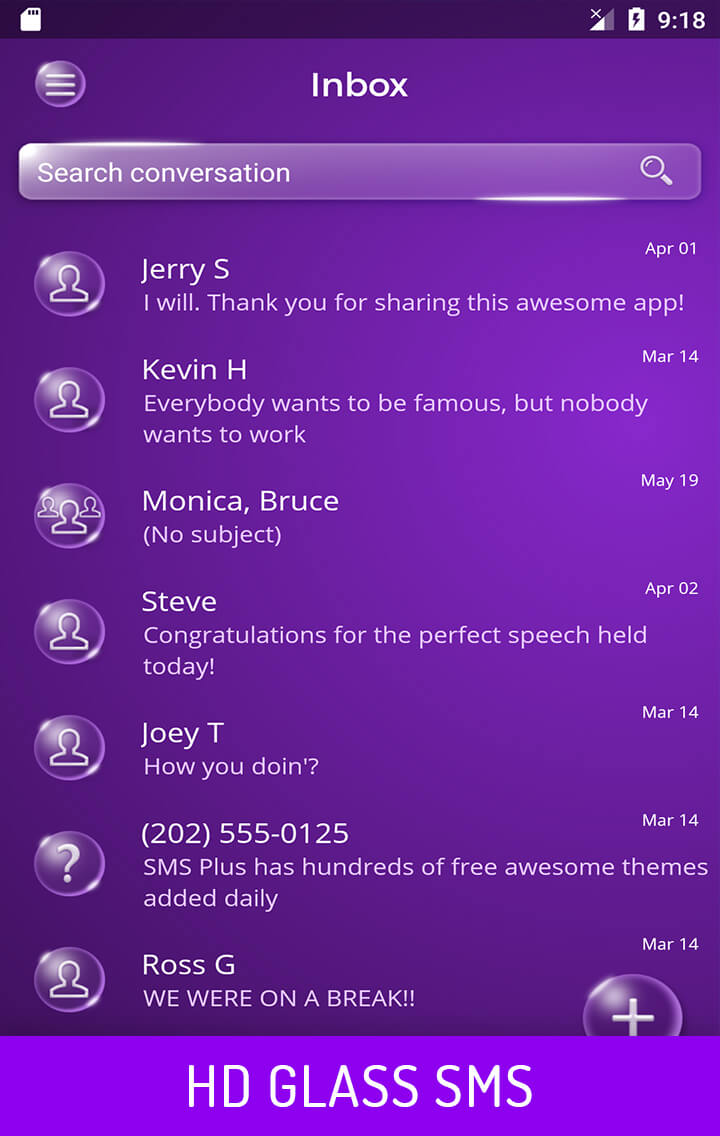 9:18
Inbox
Search conversation
Apr 01
Jerry S
I will. Thank you for sharing this awesome app!
Mar 14
Kevin H
Everybody wants to be famous, but nobody
wants to work
May 19
Monica, Bruce
(No subject)
Apr 02
Steve
Congratulations for the perfect speech held
today!
Mar 14
Joey T
How you doin'?
Mar 14
(202) 555-0125
SMS Plus has hundreds of free awesome themes
added daily
Mar 14
Ross G
WE WERE ON A BREAK!!
HD GLASS SMS